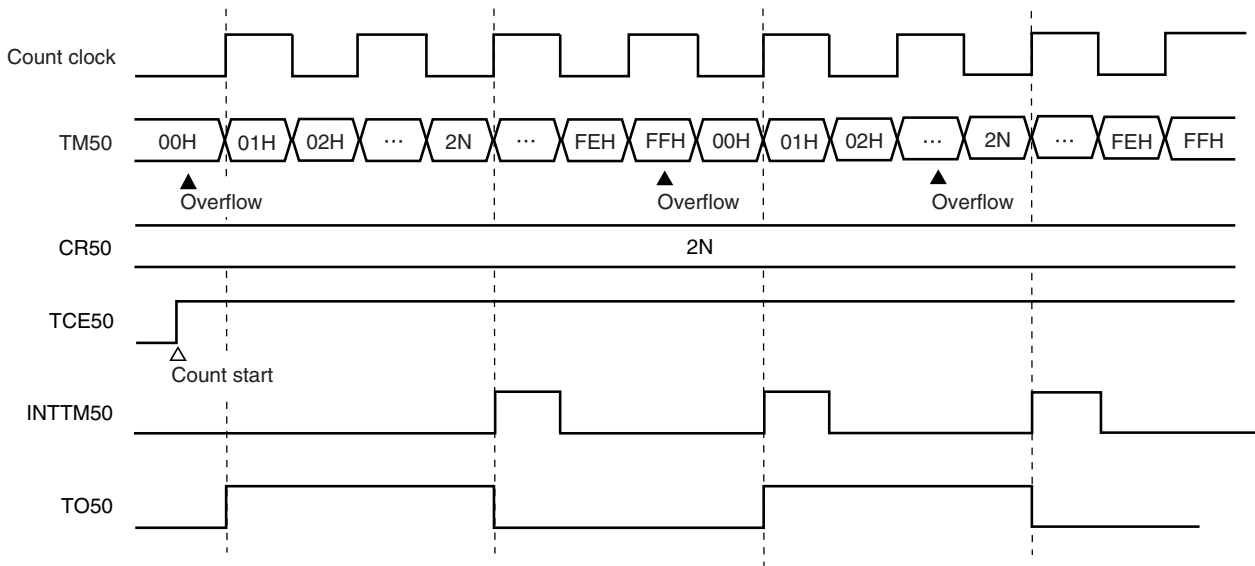 Count clock
TM50 00H 01H 02H ... 2N ... FEH FFH 00H 01H 02H ... 2N ... FEH FFH
Overflow Overflow Overflow
CR50 2N
TCE50
Count start
INTTM50
TO50